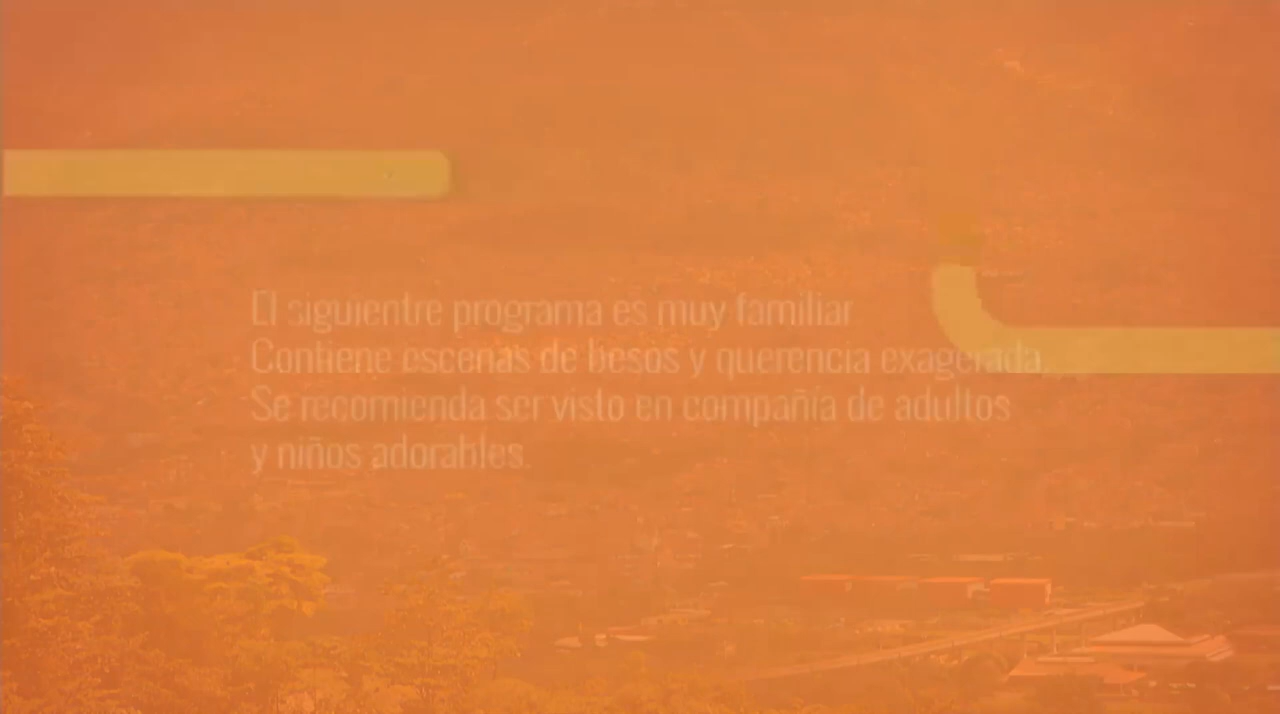 El siguientre programa es muy familiar
Contiene escenas de besos y querencia exagerada
Se recomienda ser visto en compañía de adultos
y niños adorables.